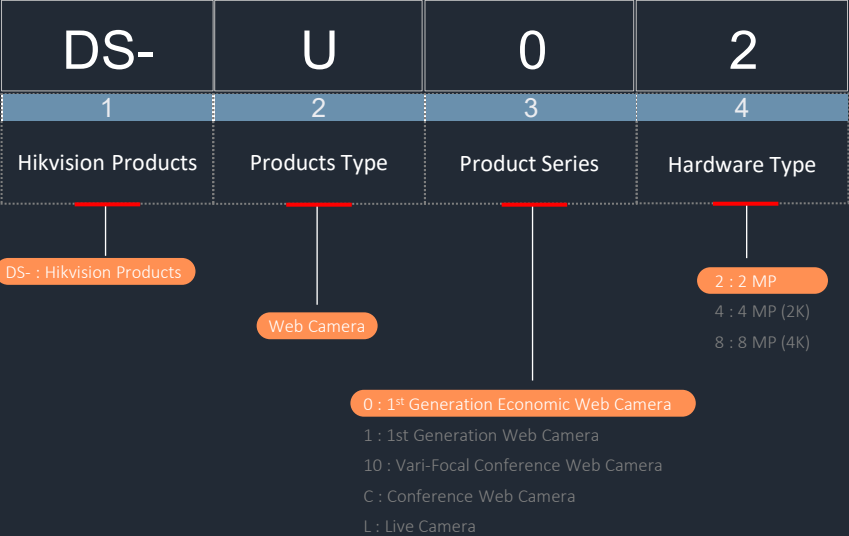 DS- U 0 2
1 2 3 4
Hikvision Products Products Type Product Series Hardware Type
DS- : Hikvision Products
2 : 2 MP
4 : 4 MP (2K)
Web Camera
8 : 8 MP (4K)
0 : 1st Generation Economic Web Camera
1 : 1st Generation Web Camera
10 : Vari-Focal Conference Web Camera
C : Conference Web Camera
L : Live Camera